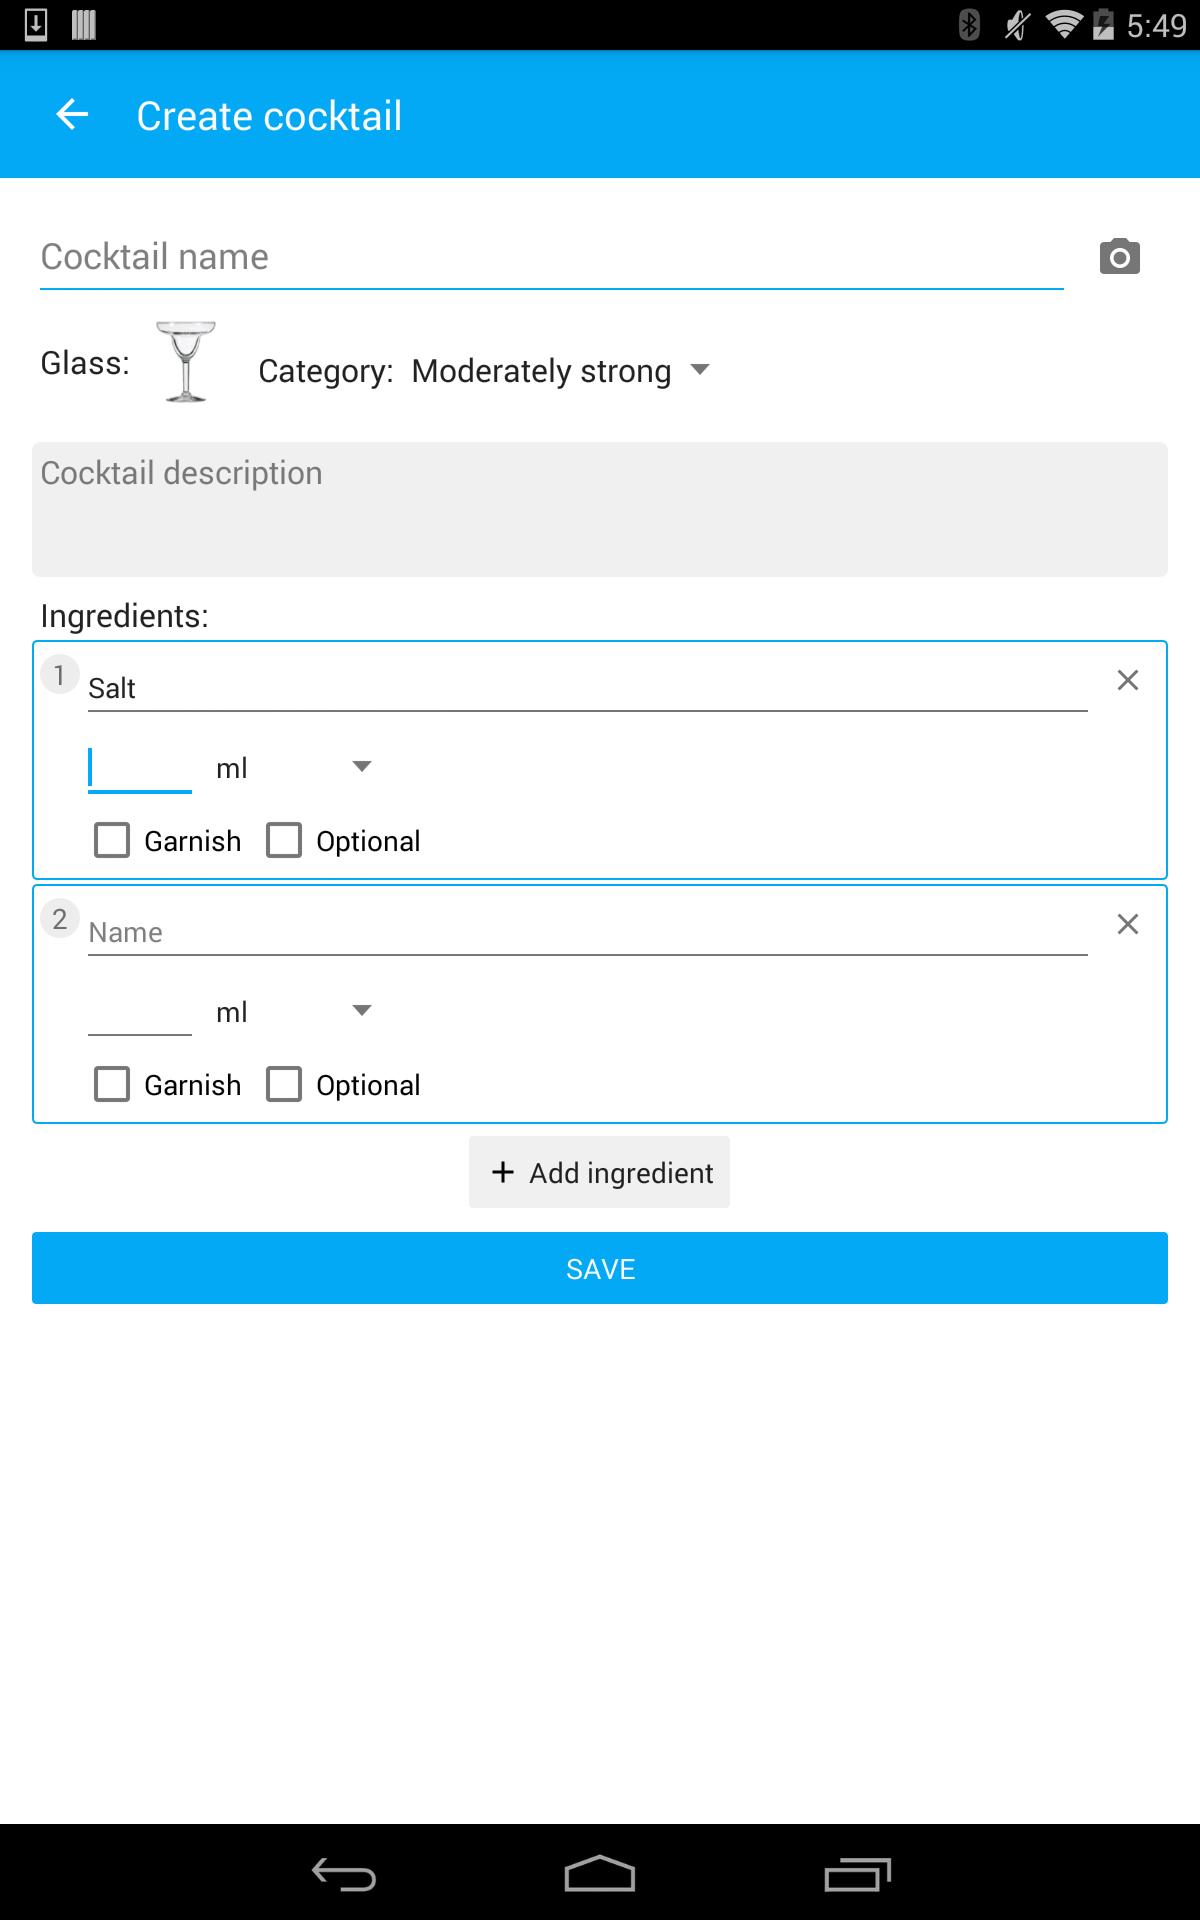 5:49
Create cocktail
Cocktail name
Glass:
Category: Moderately strong
Cocktail description
Ingredients:
1
Salt
ml
Garnish Optional
2
Name
ml
Garnish Optional
+ Add ingredient
SAVE